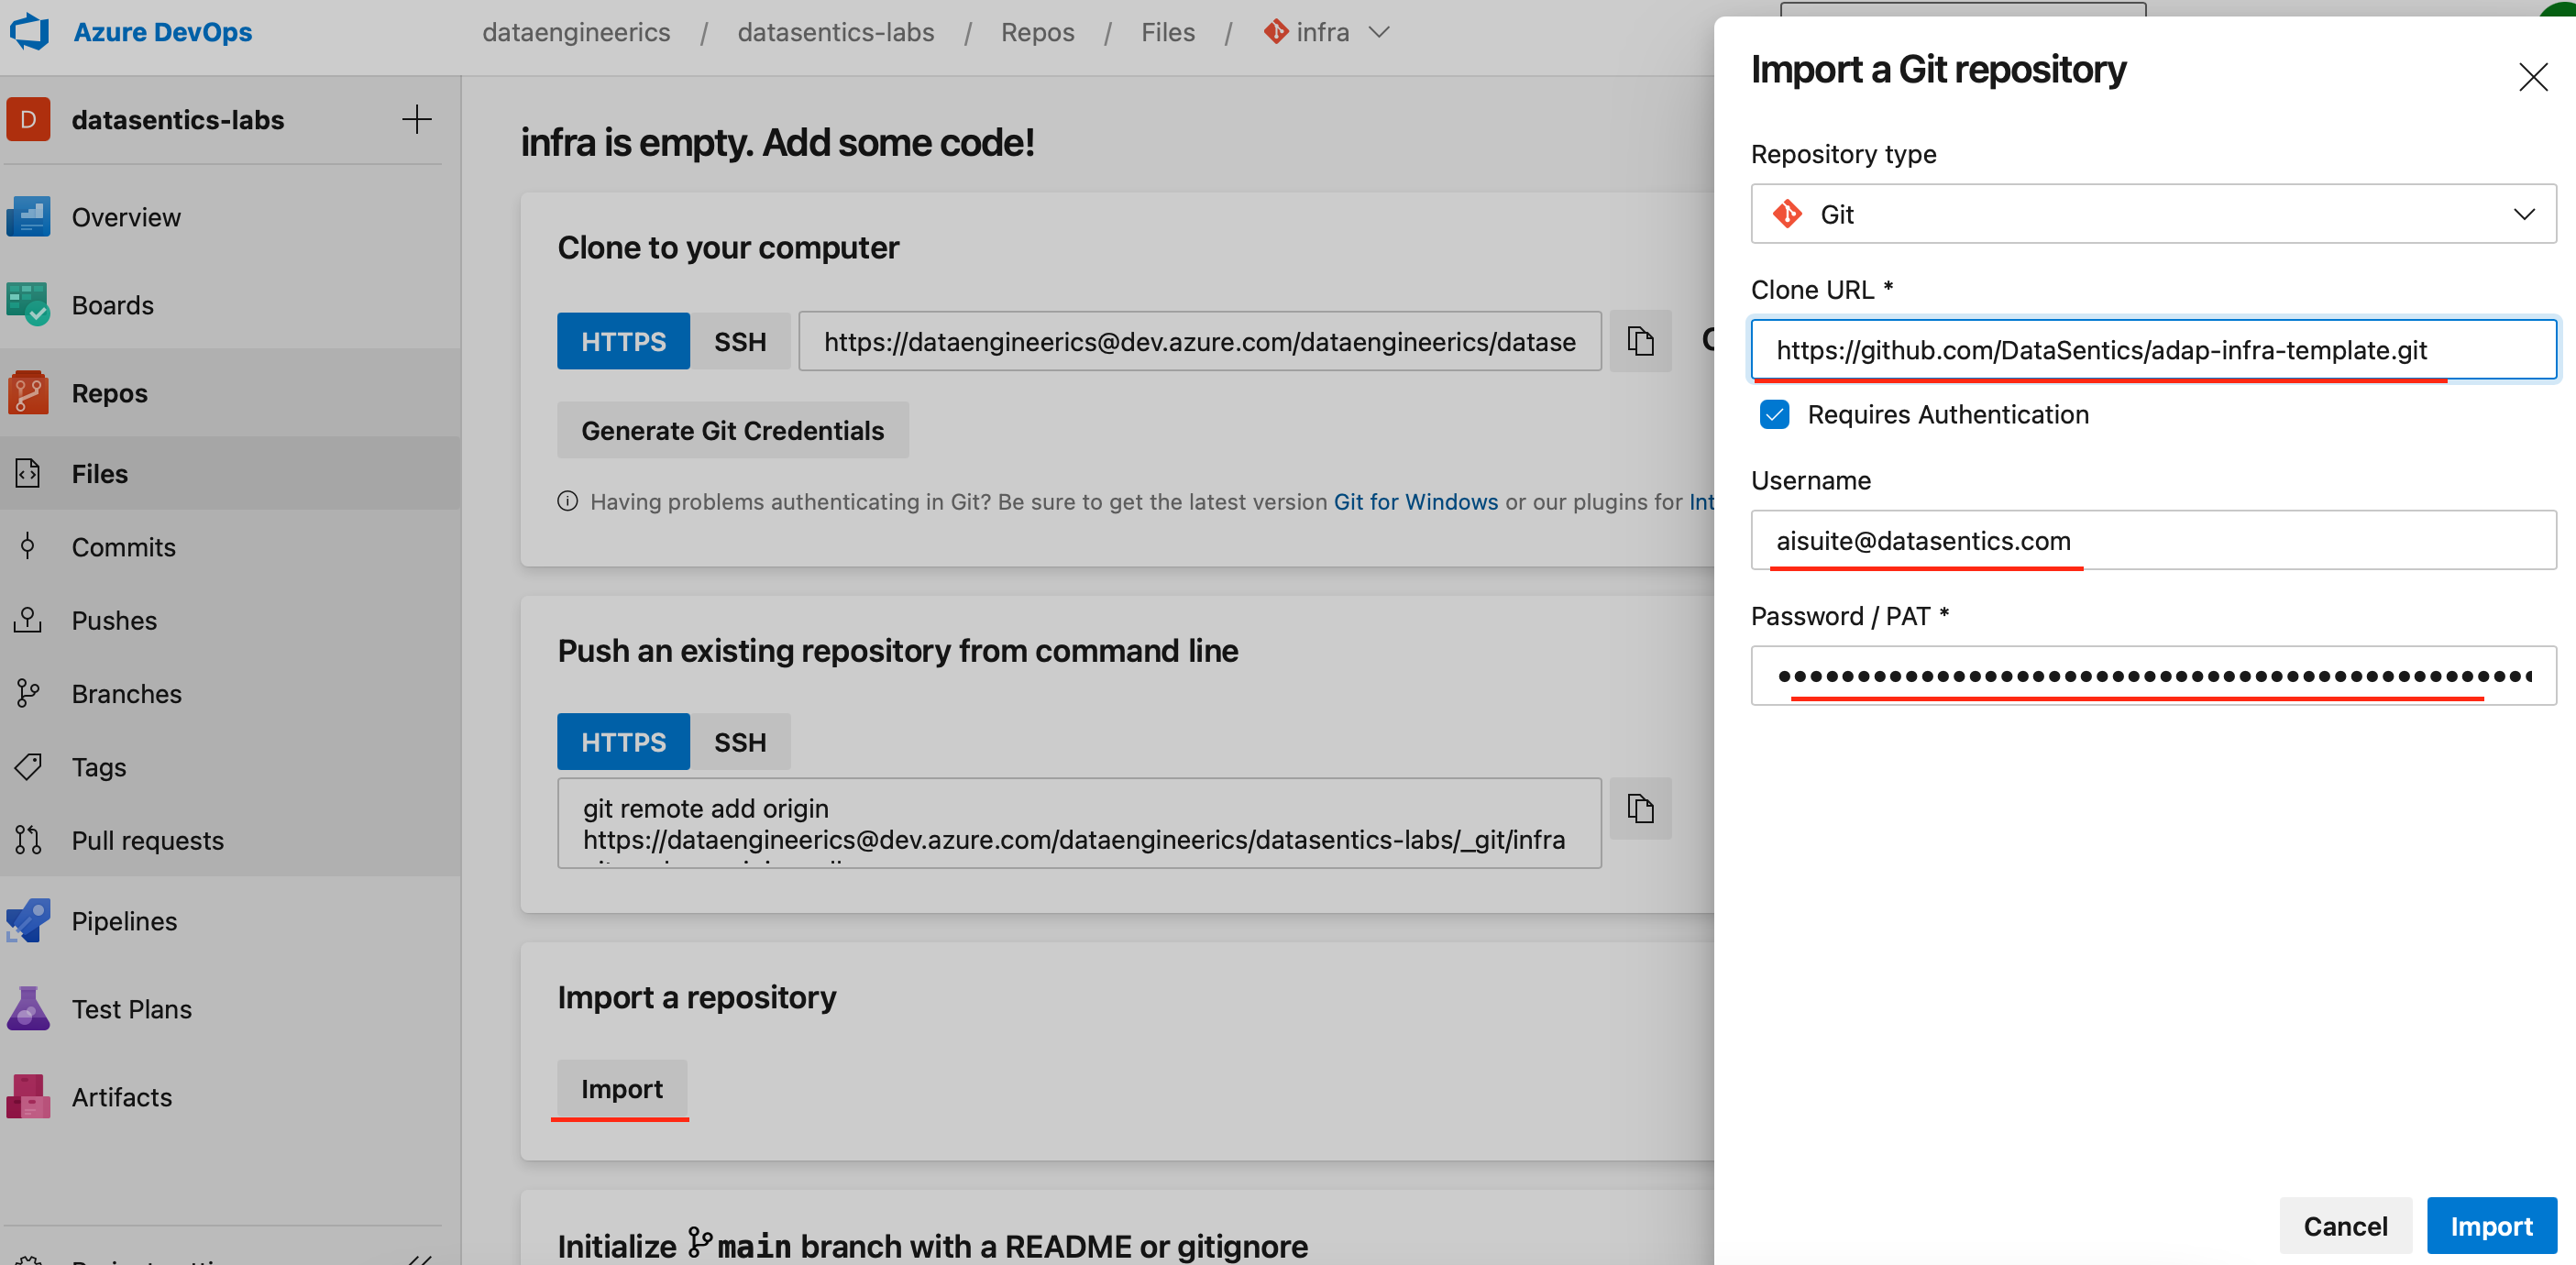 Azure DevOps
dataengineerics / datasentics-labs / Repos / Files / infra
D datasentics-labs
Overview
Boards
Repos
Files
Commits
Pushes
Branches
Tags
Pull requests
Pipelines
Test Plans
Artifacts
infra is empty. Add some code!
Clone to your computer
HTTPS SSH https://dataengineerics@dev.azure.com/dataengineerics/datase
Generate Git Credentials
Having problems authenticating in Git? Be sure to get the latest version Git for Windows or our plugins for Int
Push an existing repository from command line
HTTPS SSH
git remote add origin
https://dataengineerics@dev.azure.com/dataengineerics/datasentics-labs/_git/infra
Import a repository
Import
Initialize main branch with a README or gitignore
Import a Git repository
Repository type
Git
Clone URL *
https://github.com/DataSentics/adap-infra-template.git
Requires Authentication
Username
aisuite@datasentics.com
Password / PAT *
Cancel Import